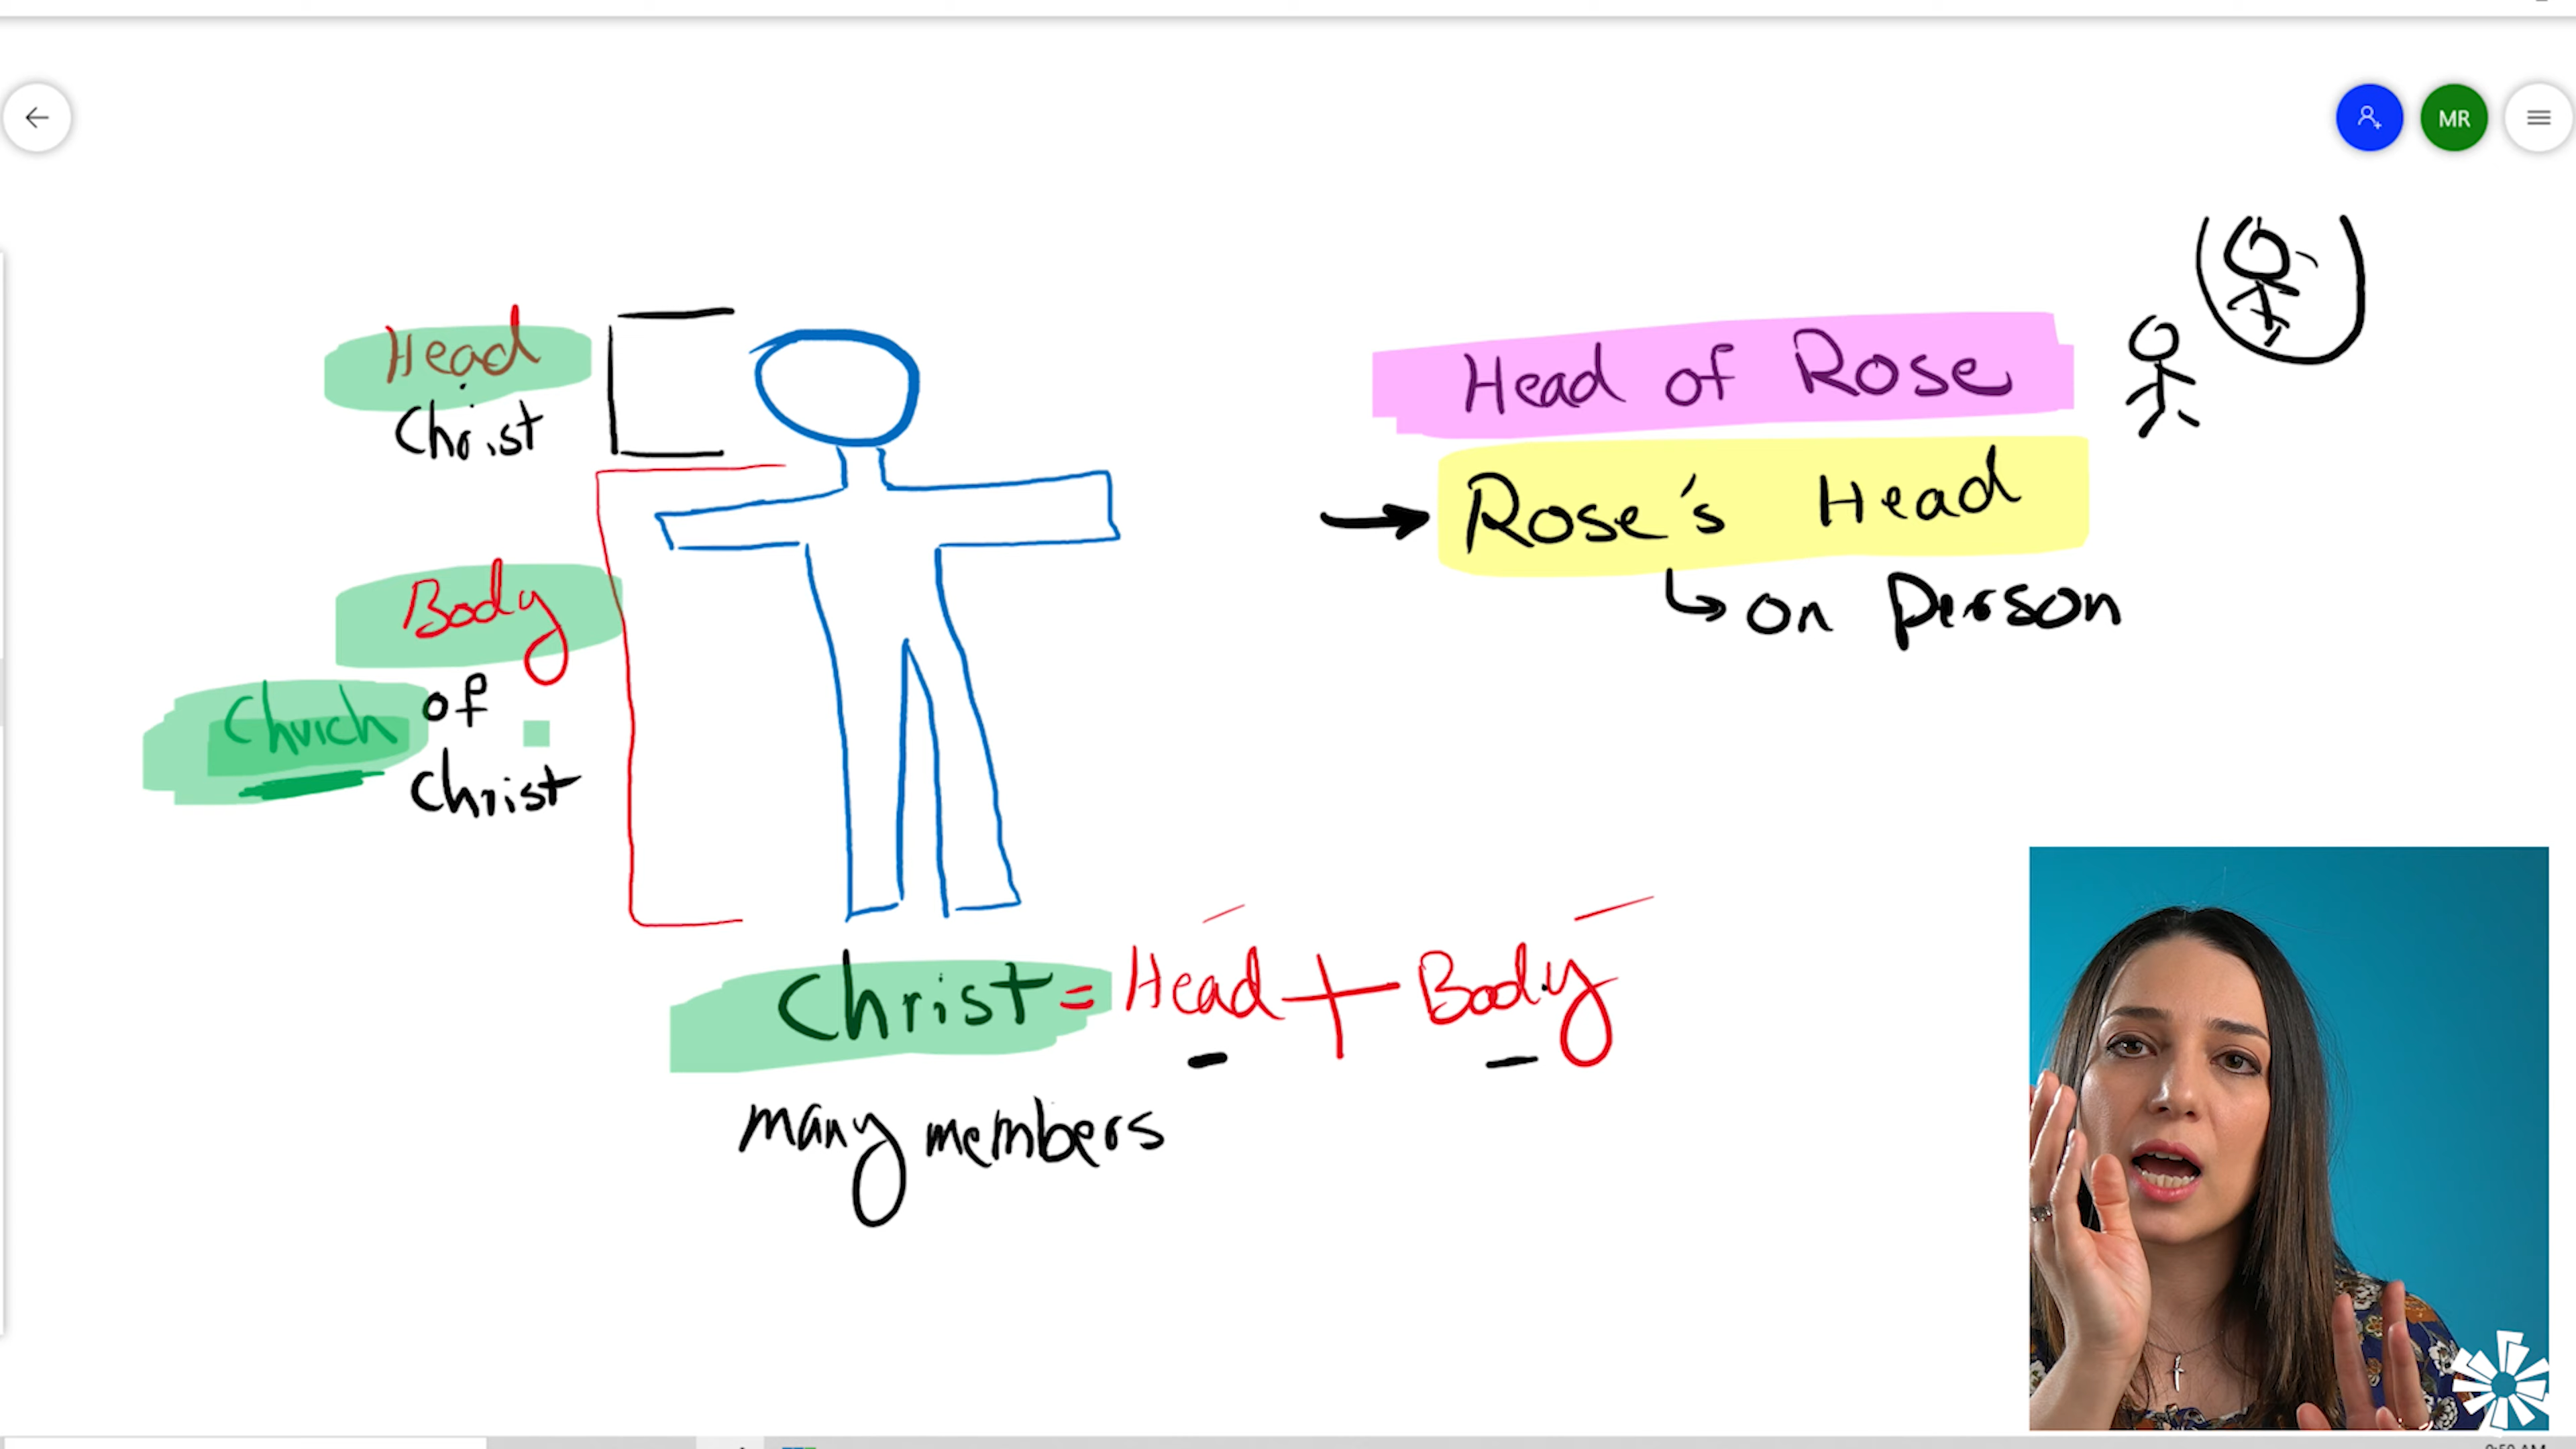 MR
Head
Christ
Body
of
Church
Christ
Christ = Head + Body
many members
Head of Rose
Rose's Head
on Person